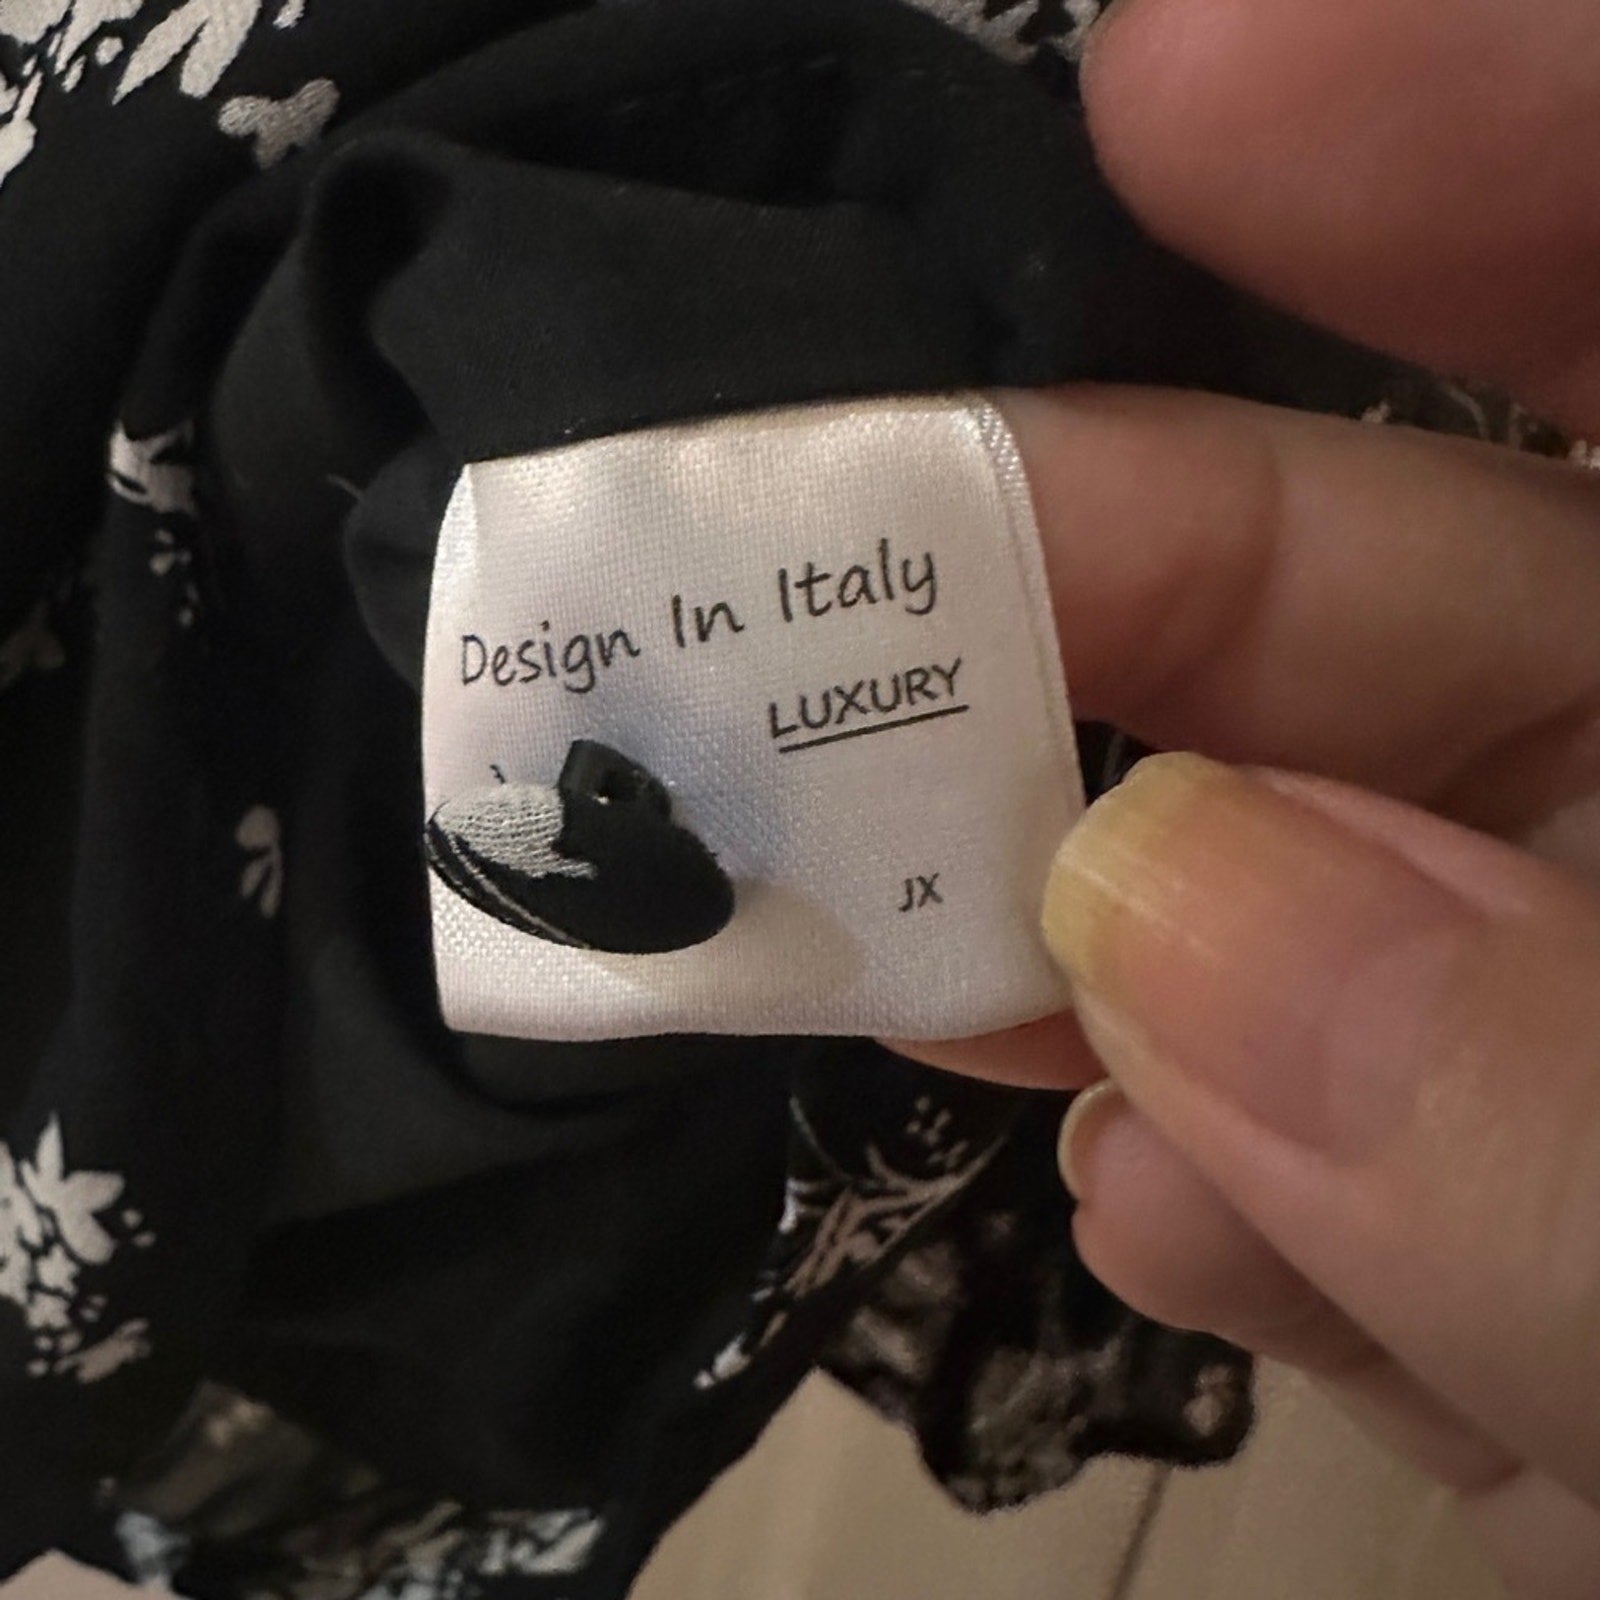 Design In Italy
LUXURY
JX